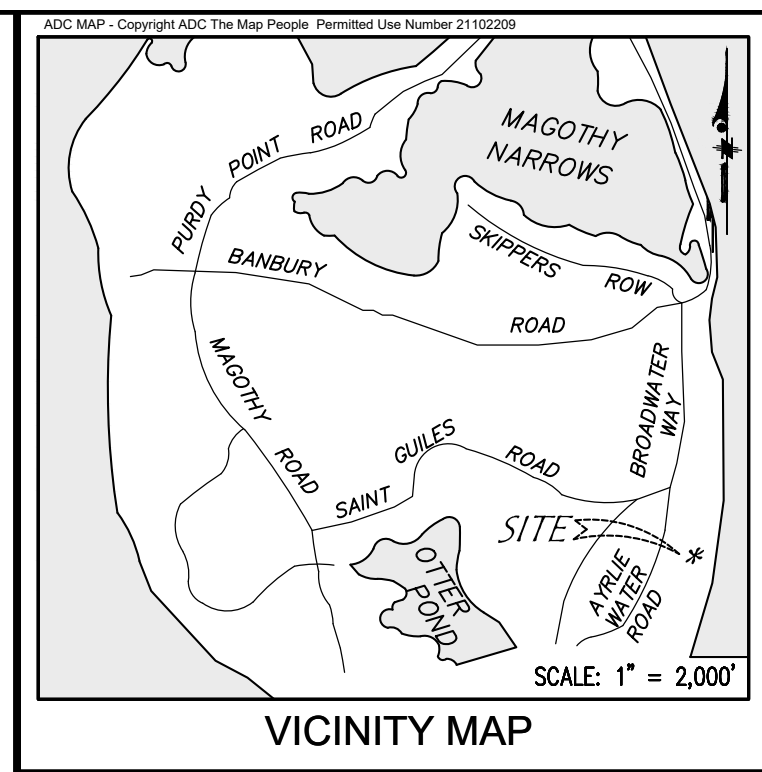 ADC MAP - Copyright ADC The Map People  Permitted Use Number 21102209
MAGOTHY
NARROWS
PURDY POINT ROAD
SKIPPERS ROW
BANBURY ROAD
MAGOTHY ROAD
BROADWATER
WAY
SAINT GUILES ROAD
SITE
OTTER
POND
AYRLIE
WATER
ROAD
SCALE: 1" = 2,000'
VICINITY MAP